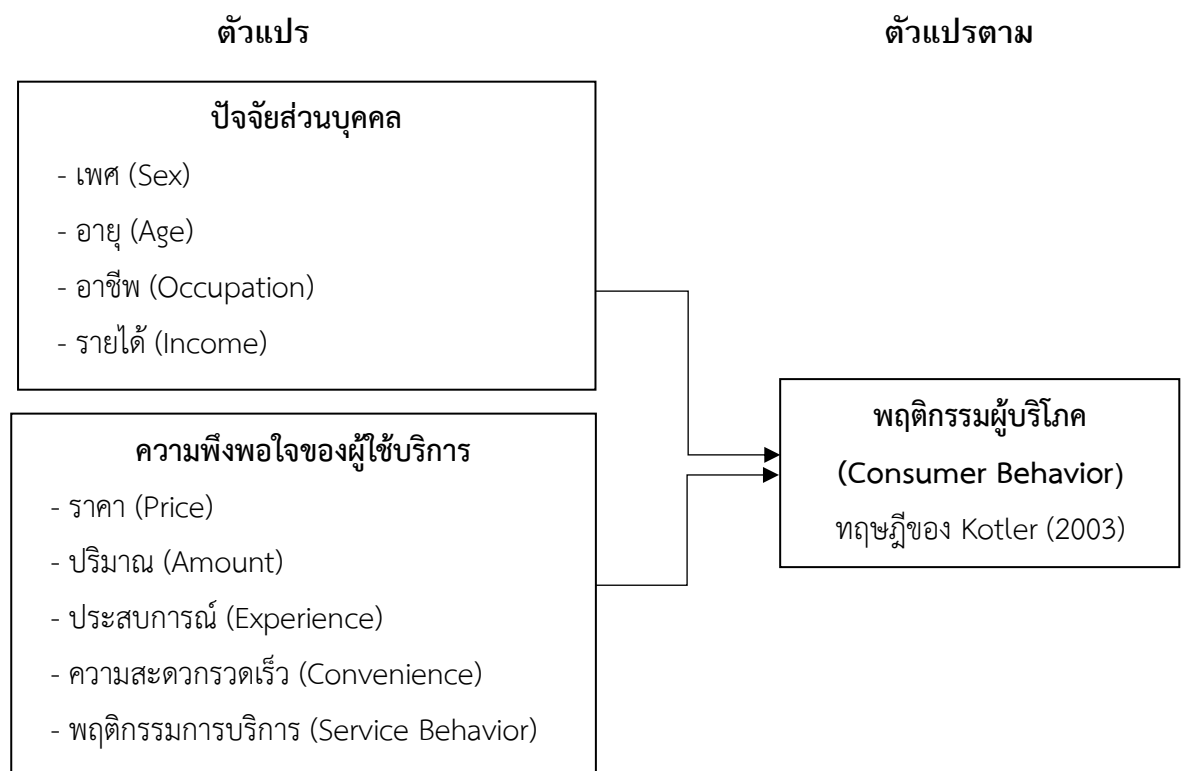 ตัวแปร
ตัวแปรตาม
ปัจจัยส่วนบุคคล
- เพศ (Sex)
- อายุ (Age)
- อาชีพ (Occupation)
- รายได้ (Income)
ความพึงพอใจของผู้ใช้บริการ
- ราคา (Price)
- ปริมาณ (Amount)
- ประสบการณ์ (Experience)
- ความสะดวกรวดเร็ว (Convenience)
- พฤติกรรมการบริการ (Service Behavior)
พฤติกรรมผู้บริโภค
(Consumer Behavior)
ทฤษฎีของ Kotler (2003)